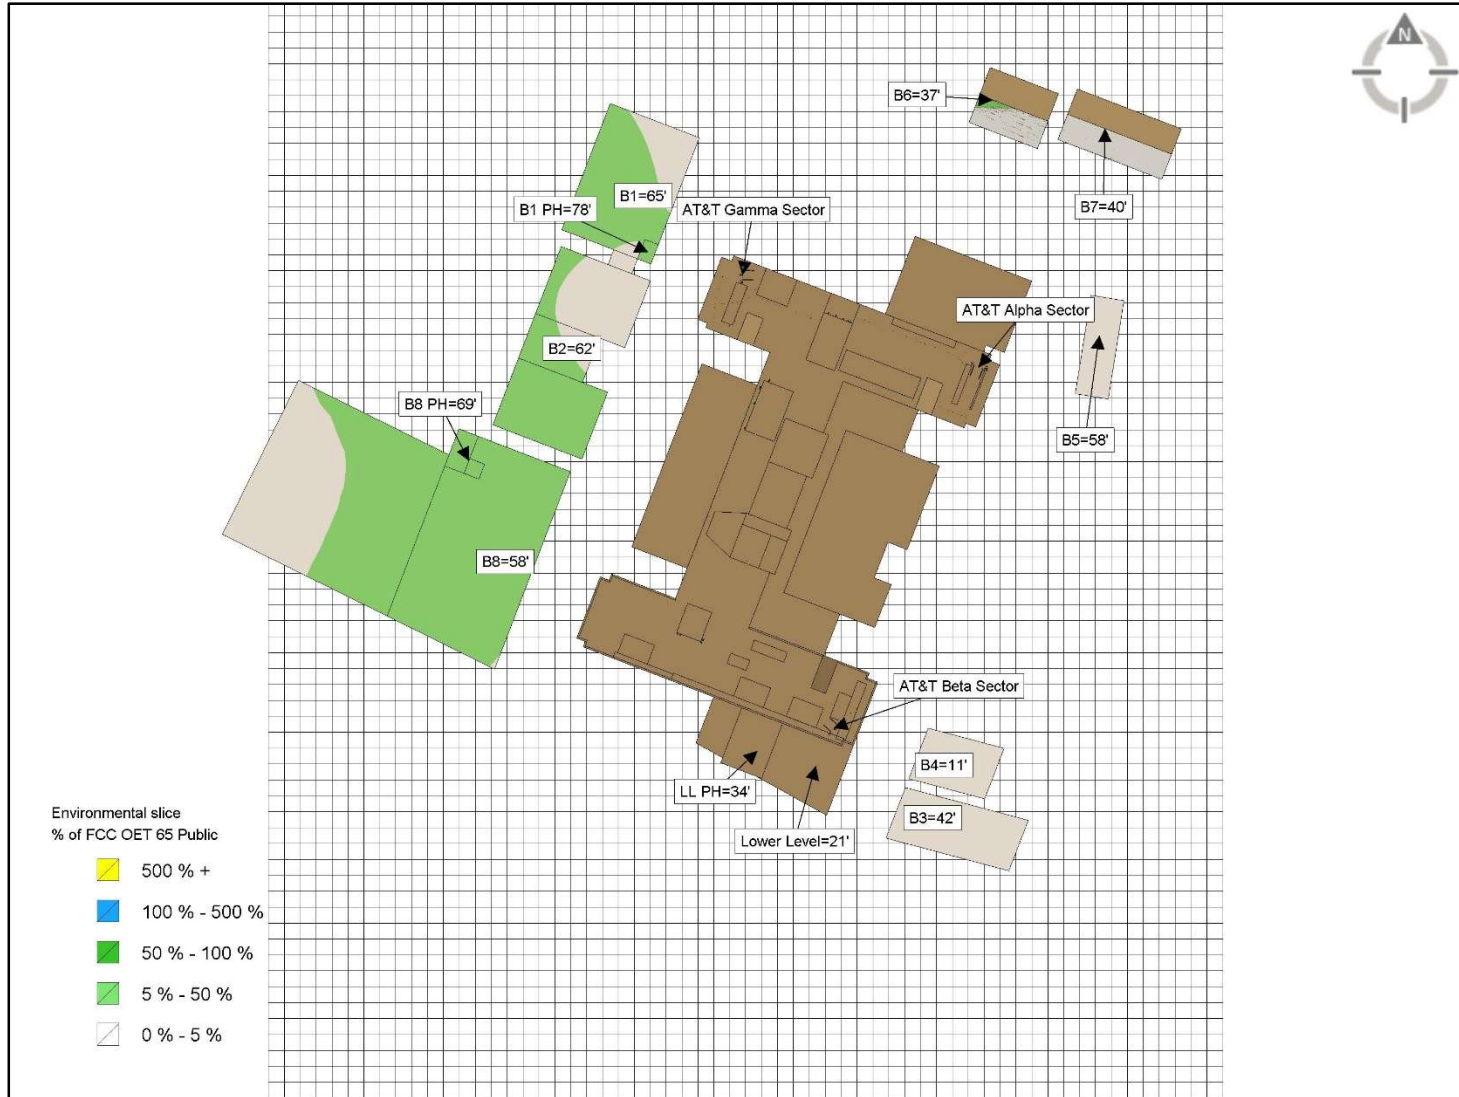 N
B6=37'
B1=65'
B1 PH=78'
AT&T Gamma Sector
B7=40'
AT&T Alpha Sector
B2=62'
B8 PH=69'
B5=58'
B8=58'
AT&T Beta Sector
B4=11'
LL PH=34'
B3=42'
Lower Level=21'
Environmental slice
% of FCC OET 65 Public
500 % +
100 % - 500 %
50 % - 100 %
5 % - 50 %
0 % - 5 %